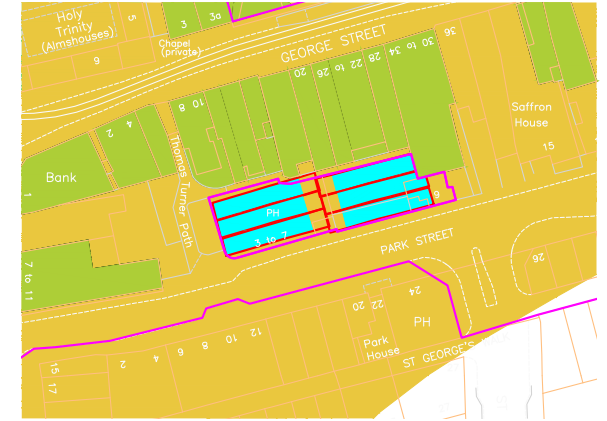 Holy
Trinity
(Almshouses)
5
6
3
3a
Chapel
(private)
GEORGE STREET
36
30 to 32
28
22 to 34
26
20
10
8
4
2
Saffron
House
15
Bank
1
Thomas Turner Path
PH
3 to 7
9
PARK STREET
7 to 11
26
24
22
20
PH
Park
House
ST GEORGE'S
12
10
8
6
4
2
15
17